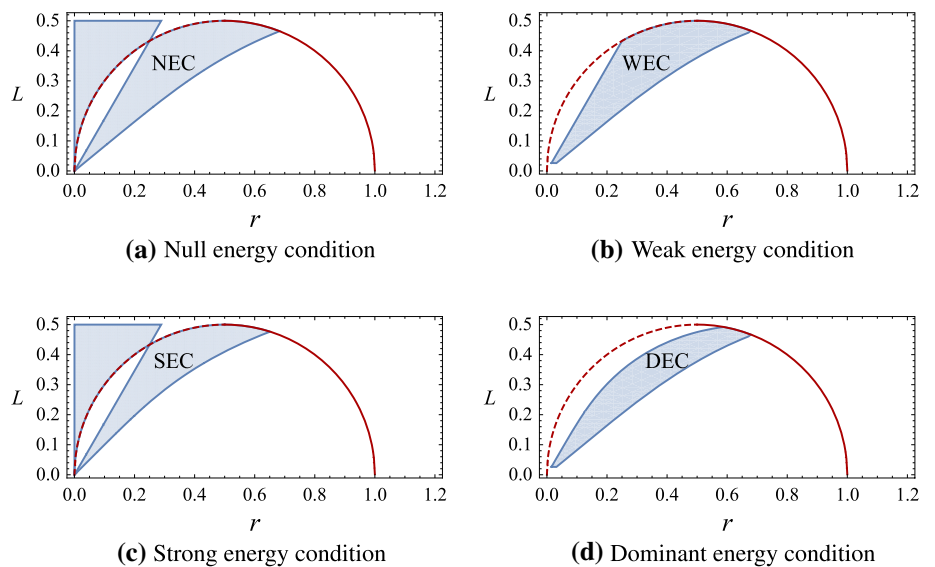 0.5
0.4
0.3
0.2
0.1
0.0
L
NEC
0.0 0.2 0.4 0.6 0.8 1.0 1.2
r
(a) Null energy condition
0.5
0.4
0.3
0.2
0.1
0.0
L
WEC
0.0 0.2 0.4 0.6 0.8 1.0 1.2
r
(b) Weak energy condition
0.5
0.4
0.3
0.2
0.1
0.0
L
SEC
0.0 0.2 0.4 0.6 0.8 1.0 1.2
r
(c) Strong energy condition
0.5
0.4
0.3
0.2
0.1
0.0
L
DEC
0.0 0.2 0.4 0.6 0.8 1.0 1.2
r
(d) Dominant energy condition